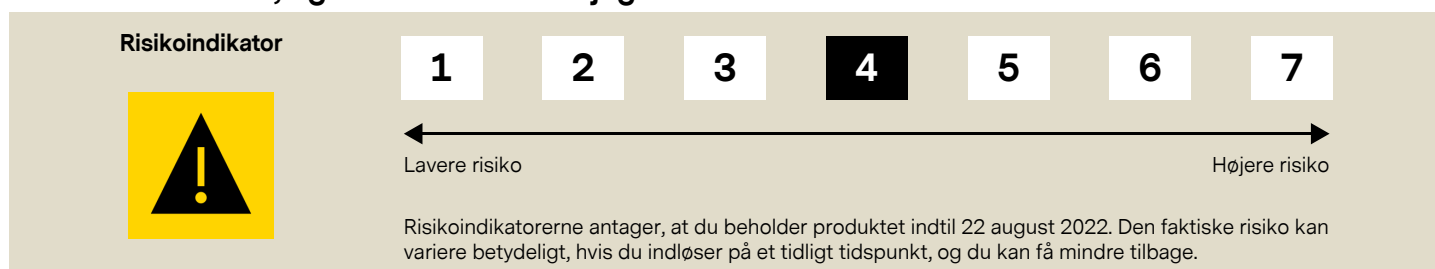 Risikoindikator
1 2 3 4 5 6 7
Lavere risiko Højere risiko
Risikoindikatorerne antager, at du beholder produktet indtil 22 august 2022. Den faktiske risiko kan
variere betydeligt, hvis du indløser på et tidligt tidspunkt, og du kan få mindre tilbage.